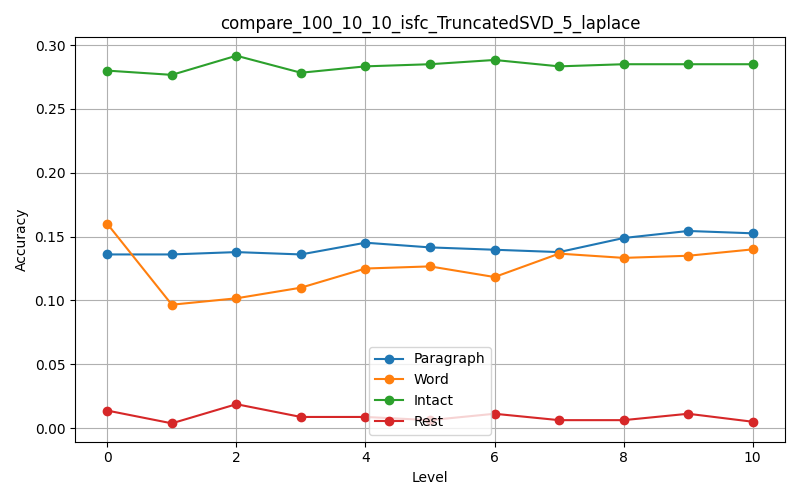 compare_100_10_10_isfc_TruncatedSVD_5_laplace
0.30
0.25
0.20
0.15
0.10
0.05
0.00
Accuracy
Paragraph
Word
Intact
Rest
0 2 4 6 8 10
Level